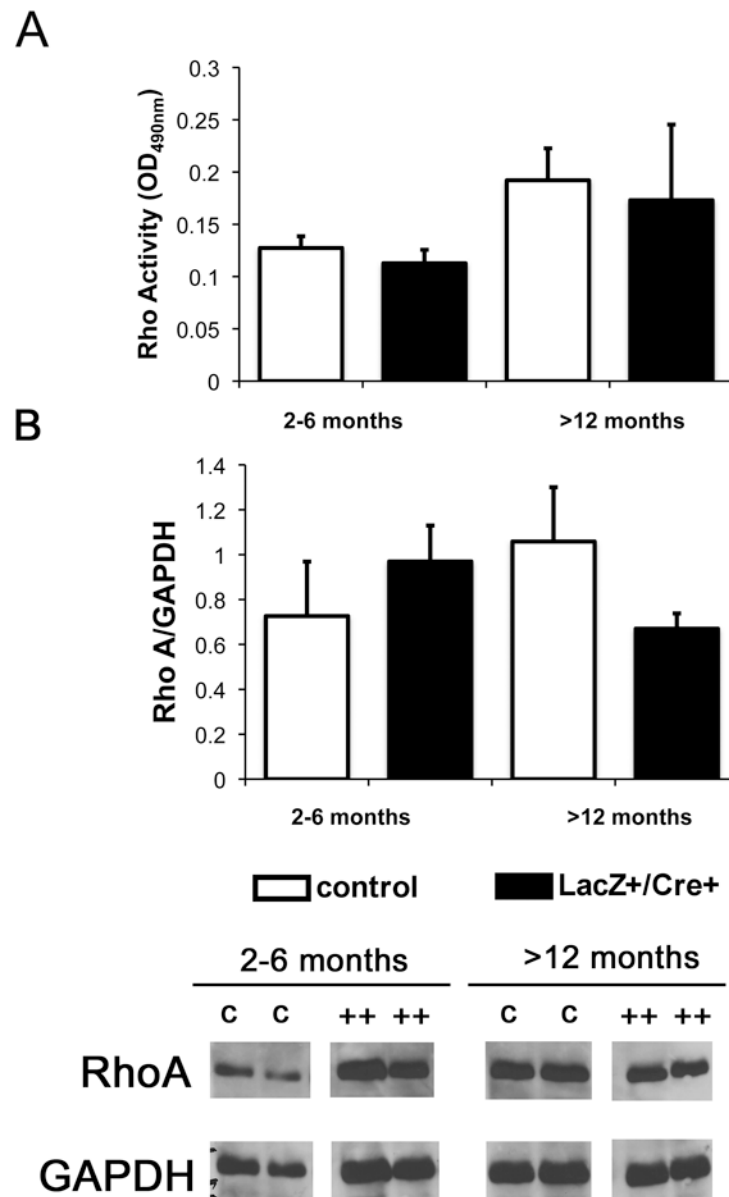 A
Rho Activity (OD490nm)
0.3
0.25
0.2
0.15
0.1
0.05
0
2-6 months >12 months
B
Rho A/GAPDH
1.4
1.2
1
0.8
0.6
0.4
0.2
0
2-6 months >12 months
control LacZ+/Cre+
2-6 months >12 months
C C ++ ++ C C ++ ++
RhoA
GAPDH